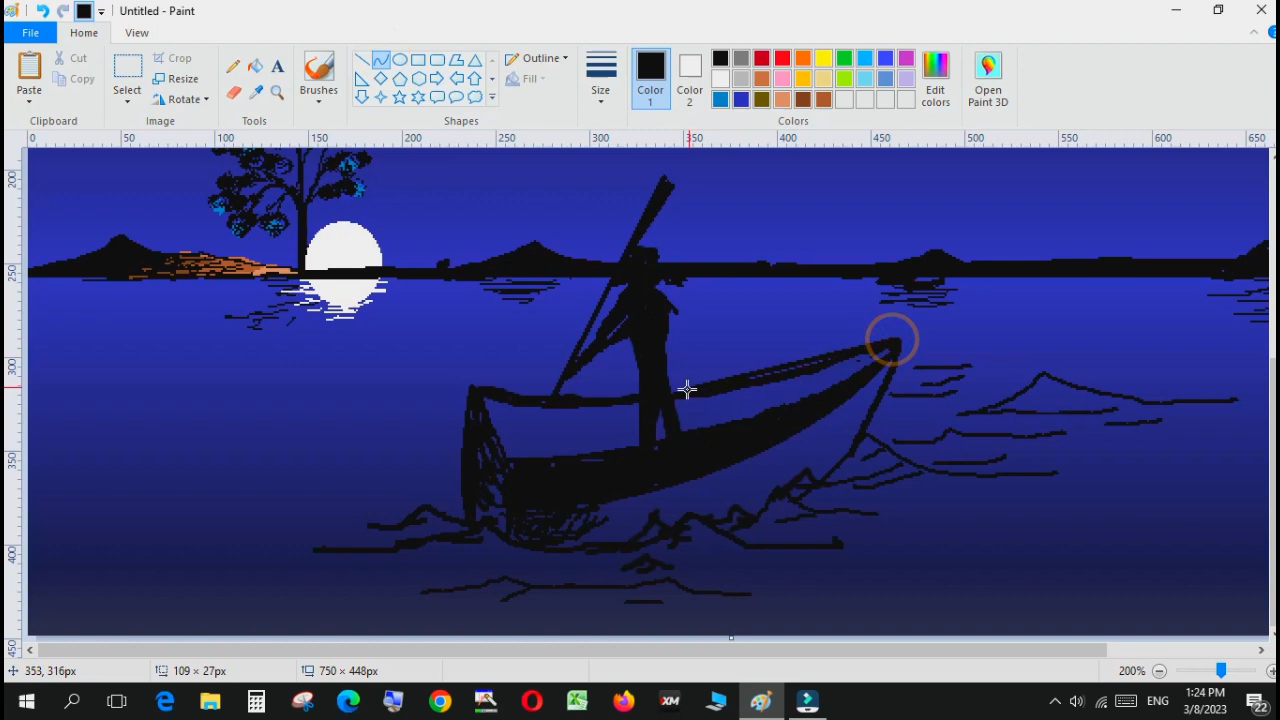 Untitled - Paint
File Home View
Paste Cut Copy
Select Crop Resize Rotate
A
Brushes
Outline Fill
Size
Color 1 Color 2
Edit colors
Open Paint 3D
Clipboard Image Tools Shapes Colors
0 50 100 150 200 250 300 350 400 450 500 550 600 650
200
250
300
350
400
450
353, 316px 109 × 27px 750 × 448px 200%
XM ENG 1:24 PM
3/8/2023 22